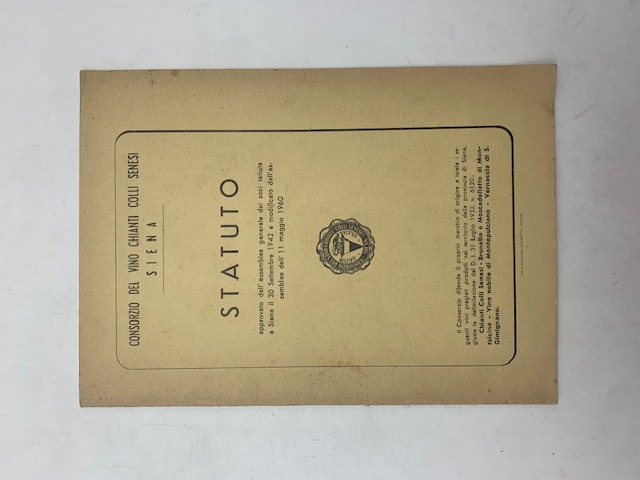 CONSORZIO DEL VINO CHIANTI COLLI SENESI
SIENA
STATUTO
approvato dall'assemblea generale dei soci tenuta
a Siena il 30 Settembre 1942 e modificato dall'as-
semblea dell'11 maggio 1960
Il Consorzio difende il proprio marchio di origine e tutela i se-
guenti vini pregiati prodotti nel territorio della provincia di Siena,
giusta la delimitazione del D. I. 31 Luglio 1932, n. 6120:
Chianti Colli Senesi - Brunello e Moscadelletto di Mon-
talcino - Vino nobile di Montepulciano - Vernaccia di S.
Gimignano.